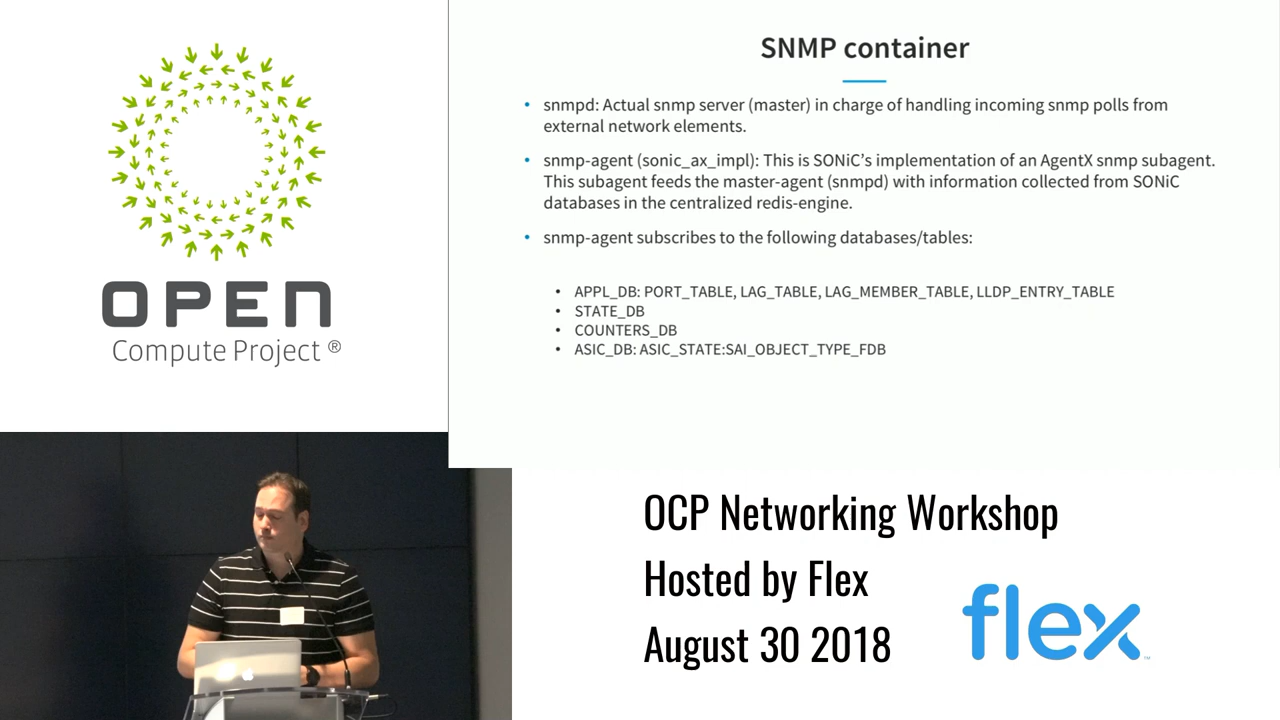 OPEN
Compute Project ®
SNMP container
• snmpd: Actual snmp server (master) in charge of handling incoming snmp polls from
external network elements.
• snmp-agent (sonic_ax_impl): This is SONiC’s implementation of an AgentX snmp subagent.
This subagent feeds the master-agent (snmpd) with information collected from SONiC
databases in the centralized redis-engine.
• snmp-agent subscribes to the following databases/tables:
• APPL_DB: PORT_TABLE, LAG_TABLE, LAG_MEMBER_TABLE, LLDP_ENTRY_TABLE
• STATE_DB
• COUNTERS_DB
• ASIC_DB: ASIC_STATE:SAI_OBJECT_TYPE_FDB
OCP Networking Workshop
Hosted by Flex
August 30 2018
flex
TM